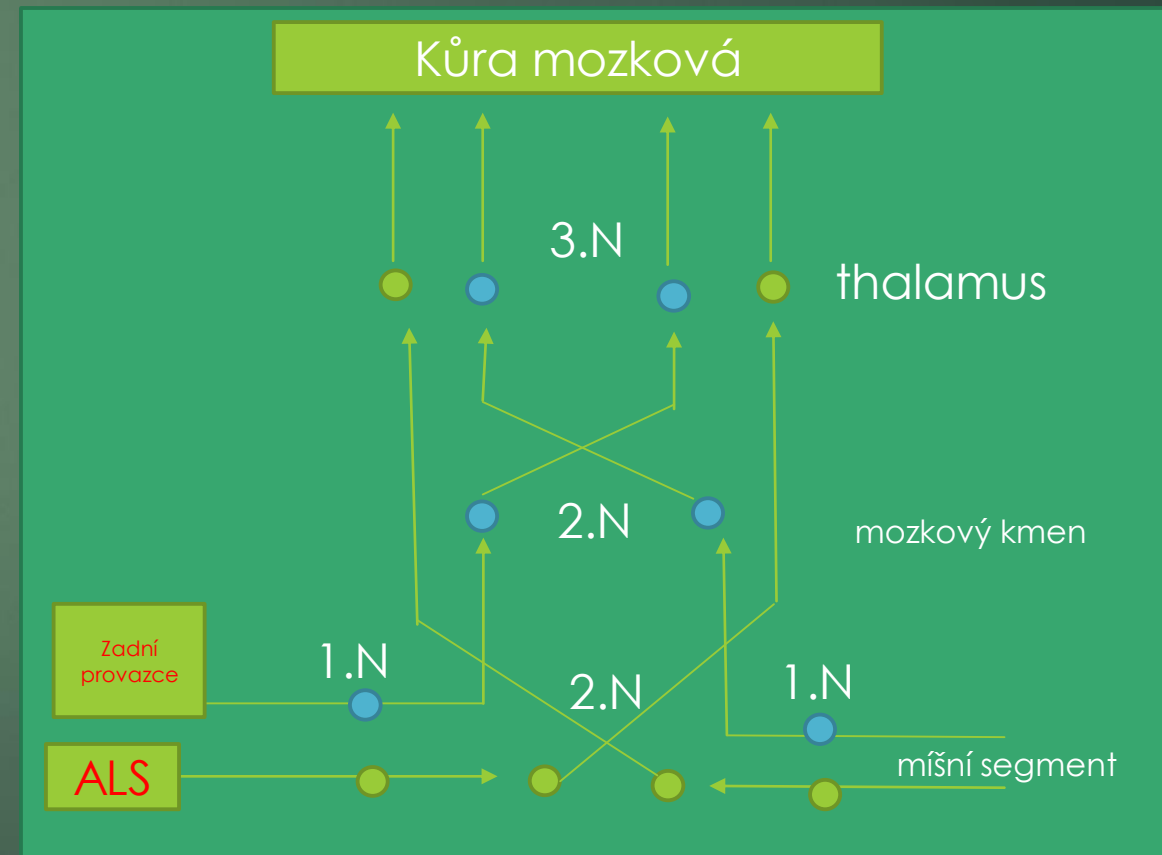 Kůra mozková
3.N
thalamus
2.N
mozkový kmen
Zadní
provazce
1.N
2.N
1.N
ALS
míšní segment